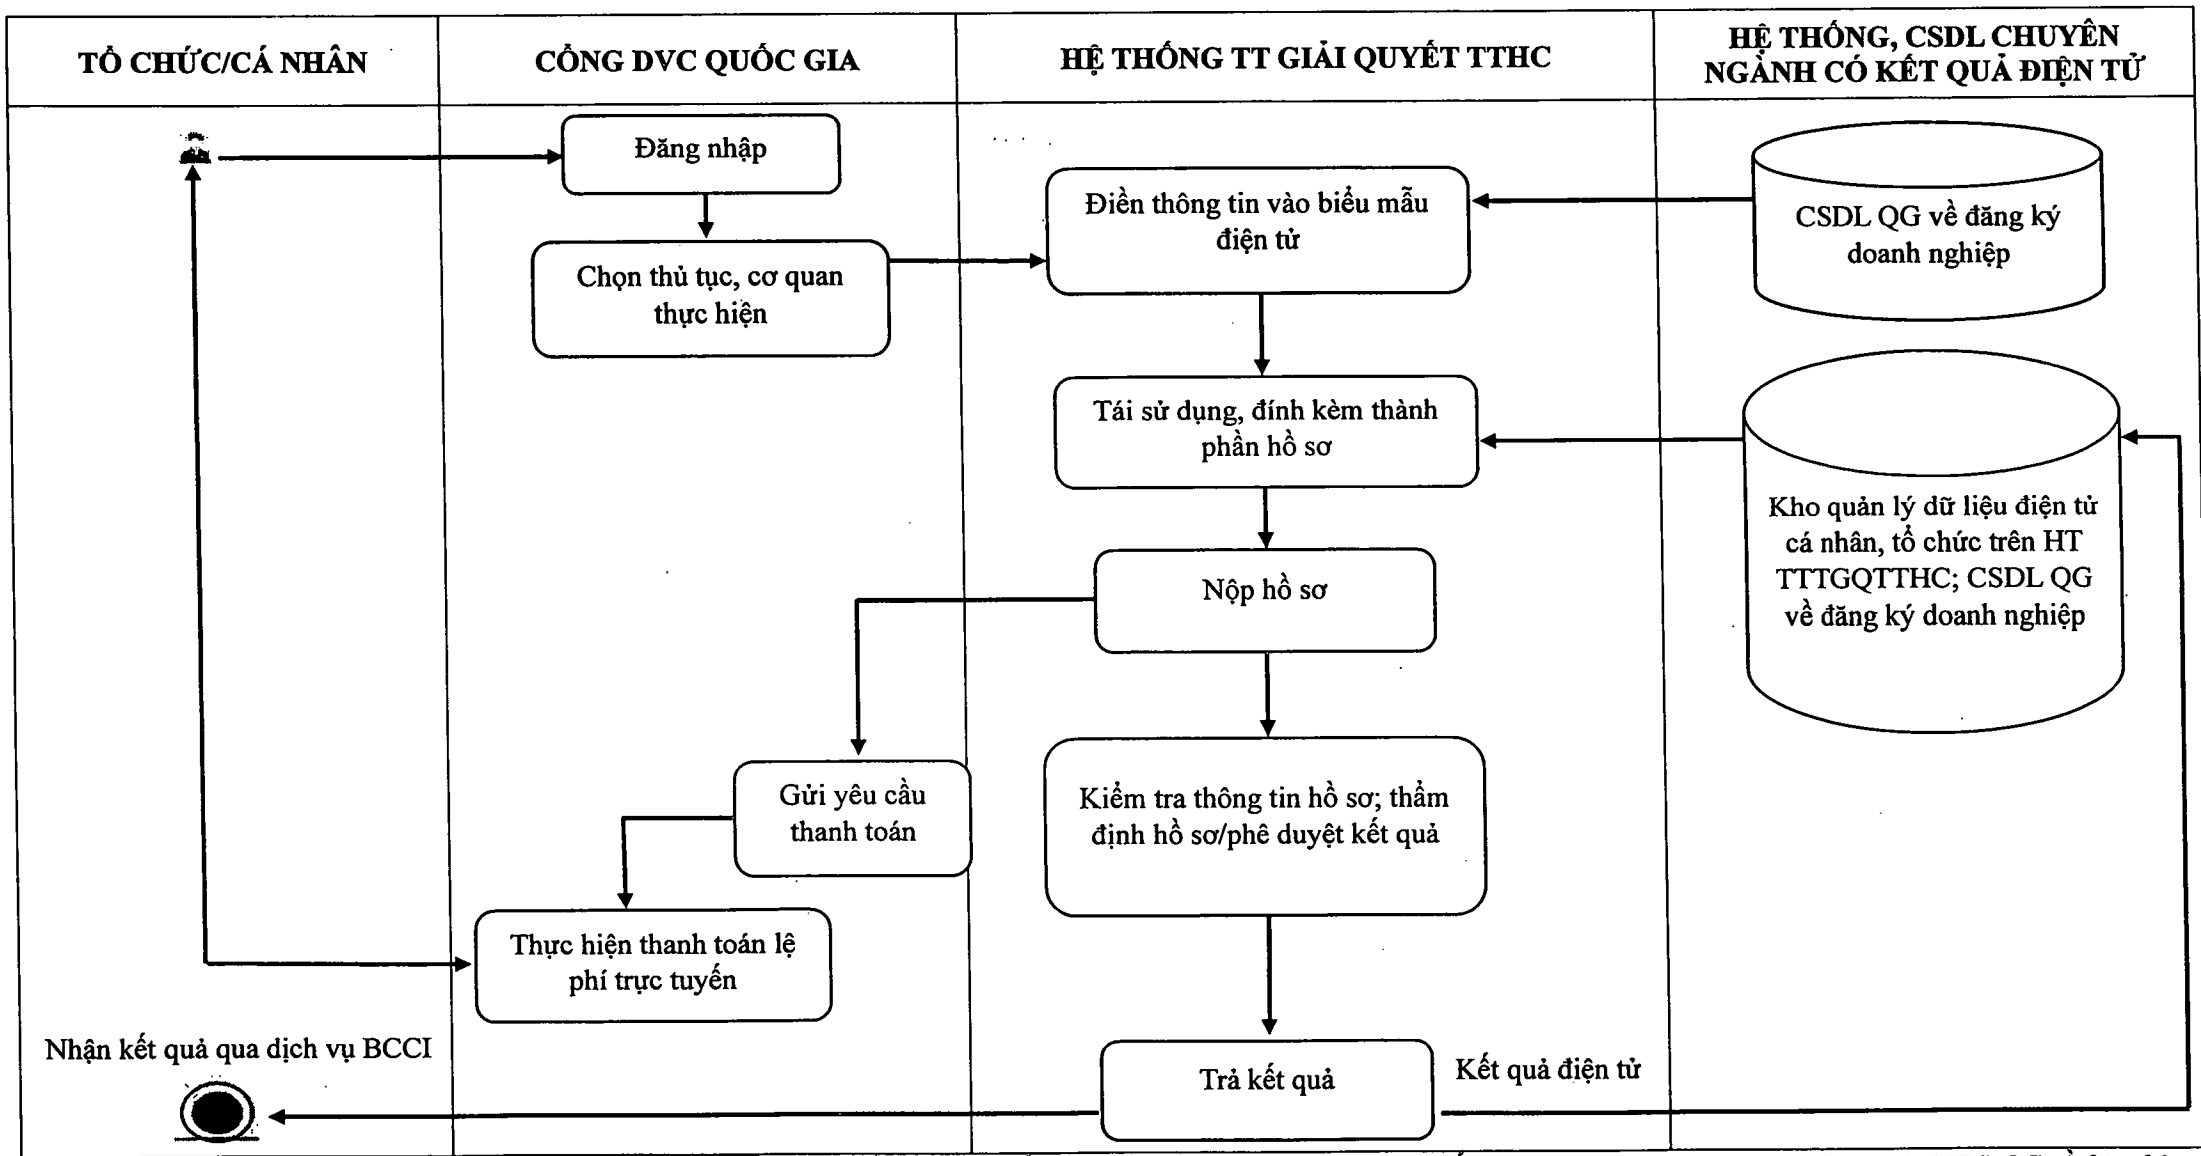 TỔ CHỨC/CÁ NHÂN
CỔNG DVC QUỐC GIA
HỆ THỐNG TT GIẢI QUYẾT TTHC
HỆ THỐNG, CSDL CHUYÊN
NGÀNH CÓ KẾT QUẢ ĐIỆN TỬ
Đăng nhập
Chọn thủ tục, cơ quan
thực hiện
Điền thông tin vào biểu mẫu
điện tử
CSDL QG về đăng ký
doanh nghiệp
Tái sử dụng, đính kèm thành
phần hồ sơ
Kho quản lý dữ liệu điện tử
cá nhân, tổ chức trên HT
TTTGQTTHC; CSDL QG
về đăng ký doanh nghiệp
Nộp hồ sơ
Gửi yêu cầu
thanh toán
Kiểm tra thông tin hồ sơ; thẩm
định hồ sơ/phê duyệt kết quả
Thực hiện thanh toán lệ
phí trực tuyến
Nhận kết quả qua dịch vụ BCCI
Trả kết quả
Kết quả điện tử